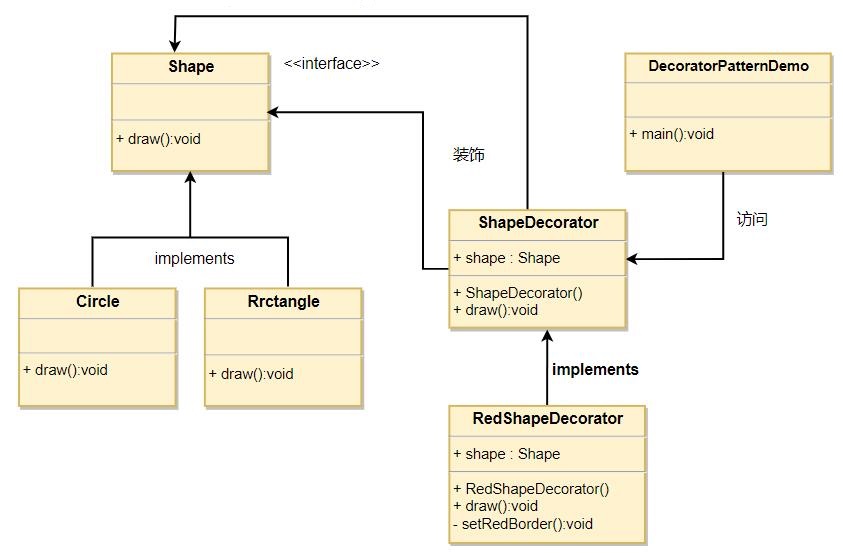 Shape
<<interface>>
+ draw():void
DecoratorPatternDemo
+ main():void
装饰
访问
ShapeDecorator
+ shape : Shape
+ ShapeDecorator()
+ draw():void
implements
Circle
+ draw():void
Rrctangle
+ draw():void
implements
RedShapeDecorator
+ shape : Shape
+ RedShapeDecorator()
+ draw():void
- setRedBorder():void